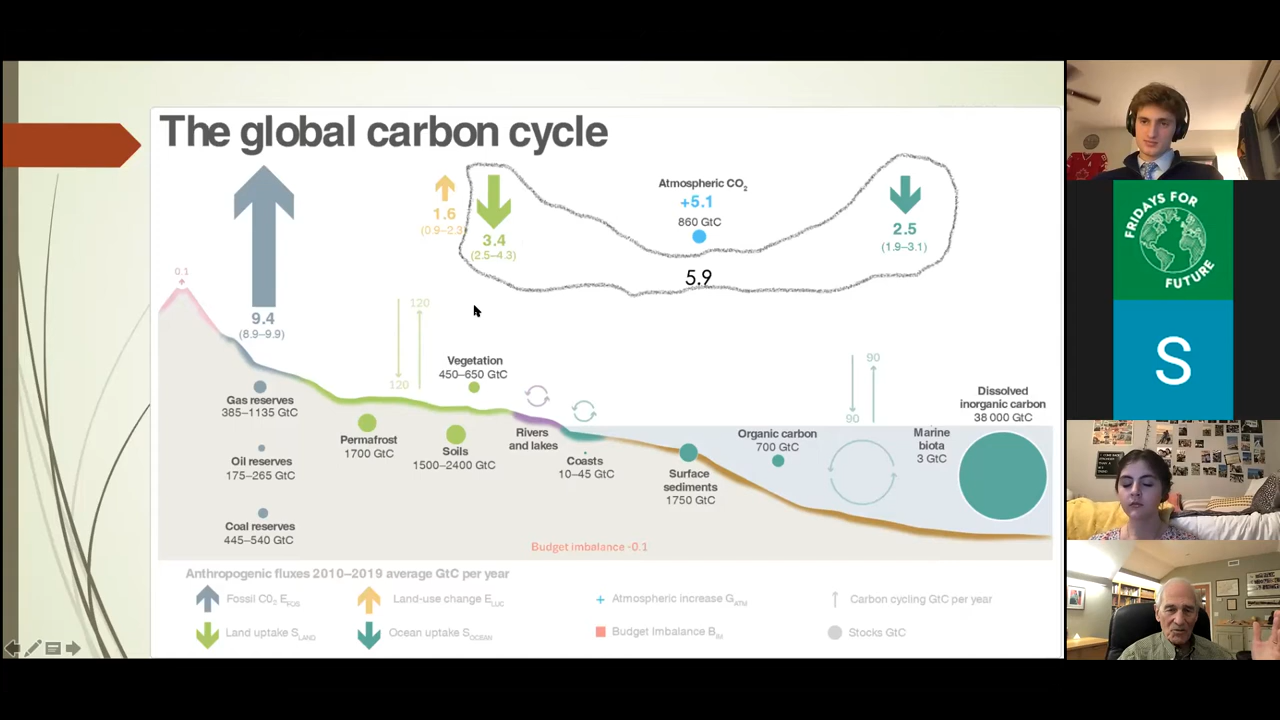 The global carbon cycle
1.6
(0.9–2.3
3.4
(2.5–4.3)
Atmospheric CO2
+5.1
860 GtC
5.9
2.5
(1.9–3.1)
0.1
9.4
(8.9–9.9)
120
120
90
90
Vegetation
450–650 GtC
Gas reserves
385–1135 GtC
Oil reserves
175–265 GtC
Coal reserves
445–540 GtC
Permafrost
1700 GtC
Soils
1500–2400 GtC
Rivers
and lakes
Coasts
10–45 GtC
Surface
sediments
1750 GtC
Organic carbon
700 GtC
Marine
biota
3 GtC
Dissolved
inorganic carbon
38 000 GtC
Budget imbalance -0.1
Anthropogenic fluxes 2010–2019 average GtC per year
Fossil CO2 EFOS
Land-use change ELUC
+ Atmospheric increase GATM
Carbon cycling GtC per year
Land uptake SLAND
Ocean uptake SOCEAN
Budget Imbalance BIM
Stocks GtC
FRIDAYS FOR
FUTURE
S